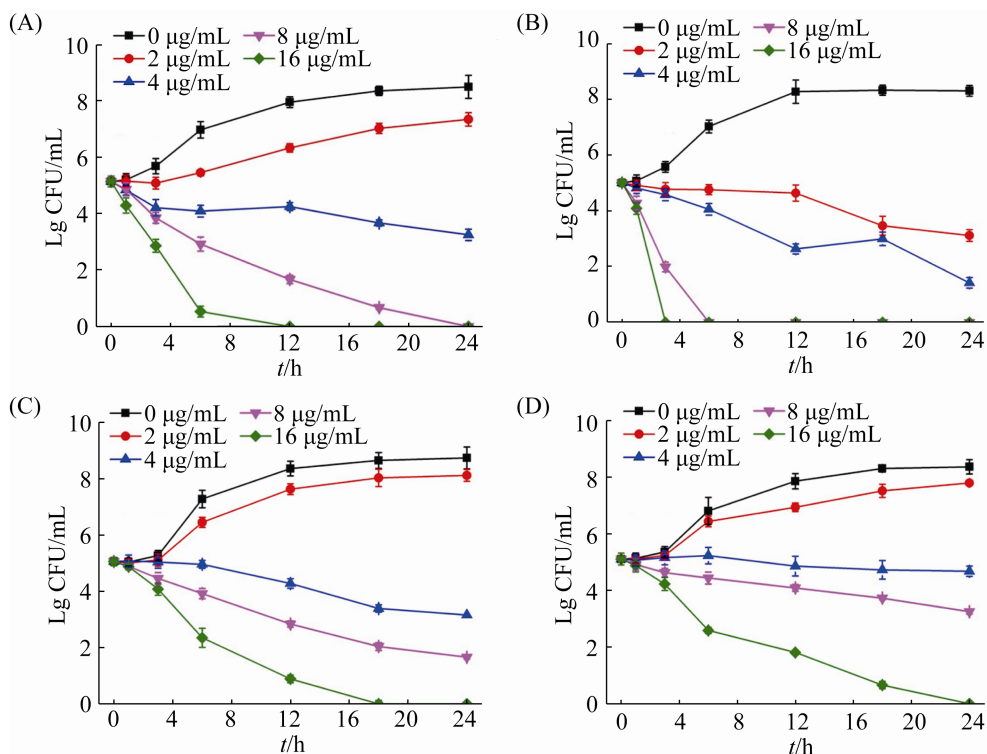 (A)
0 μg/mL 8 μg/mL
2 μg/mL 16 μg/mL
4 μg/mL
10
8
6
4
2
0
Lg CFU/mL
0 4 8 12 16 20 24
t/h
(B)
0 μg/mL 8 μg/mL
2 μg/mL 16 μg/mL
4 μg/mL
10
8
6
4
2
0
Lg CFU/mL
0 4 8 12 16 20 24
t/h
(C)
0 μg/mL 8 μg/mL
2 μg/mL 16 μg/mL
4 μg/mL
10
8
6
4
2
0
Lg CFU/mL
0 4 8 12 16 20 24
t/h
(D)
0 μg/mL 8 μg/mL
2 μg/mL 16 μg/mL
4 μg/mL
10
8
6
4
2
0
Lg CFU/mL
0 4 8 12 16 20 24
t/h